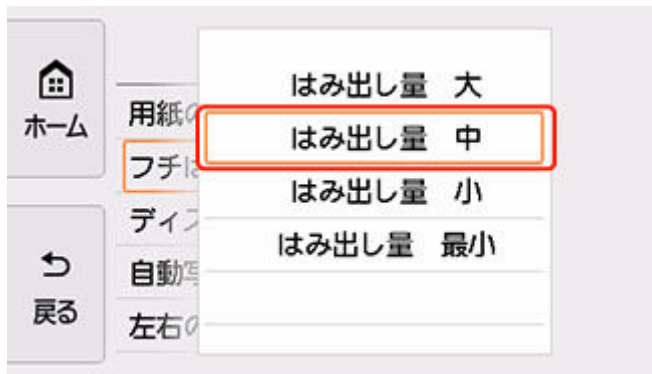 ホーム
戻る
用紙の
フチは
ディス
自動写
左右の
はみ出し量 大
はみ出し量 中
はみ出し量 小
はみ出し量 最小